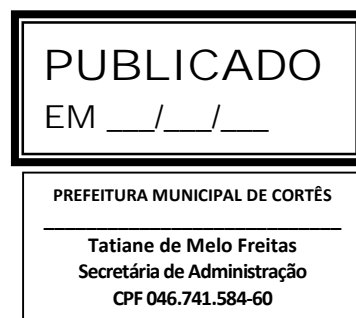 PUBLICADO
EM ___/___/___
PREFEITURA MUNICIPAL DE CORTÊS
______________________________
Tatiane de Melo Freitas
Secretária de Administração
CPF 046.741.584-60